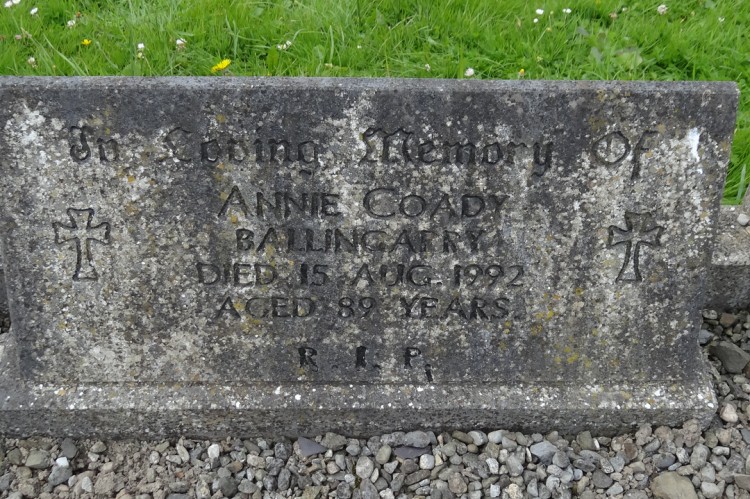 In Loving Memory Of
ANNIE COADY
BALLINGARRY
DIED 15 AUG. 1992
AGED 89 YEARS.
R. I. P.